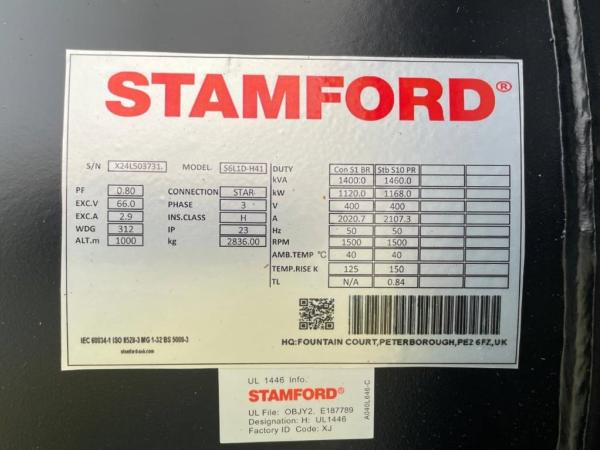 STAMFORD®
S/N X24L503731. MODEL. S6L1D-H41 DUTY Con S1 BR Stb S10 PR
kVA 1400.0 1460.0
PF 0.80 CONNECTION STAR kW 1120.0 1168.0
EXC.V 66.0 PHASE 3 V 400 400
EXC.A 2.9 INS.CLASS H A 2020.7 2107.3
WDG 312 IP 23 Hz 50 50
ALT.m 1000 kg 2836.00 RPM 1500 1500
AMB.TEMP °C 40 40
TEMP.RISE K 125 150
TL N/A 0.84
IEC 60034-1 ISO 8528-3 MG 1-32 BS 5000-3
stamford-avk.com
HQ:FOUNTAIN COURT,PETERBOROUGH,PE2 6FZ,UK
UL 1446 Info.
STAMFORD®
UL File: OBJY2. E187789
Designation: H: UL1446
Factory ID Code: XJ
A040L646-C